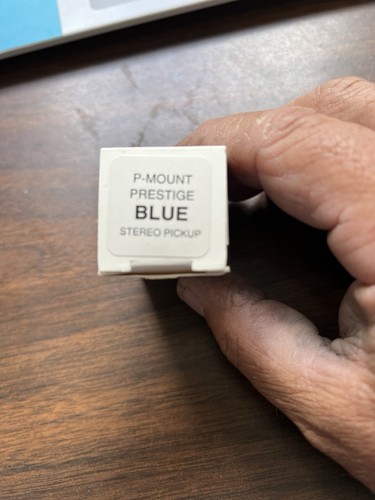 P-MOUNT
PRESTIGE
BLUE
STEREO PICKUP